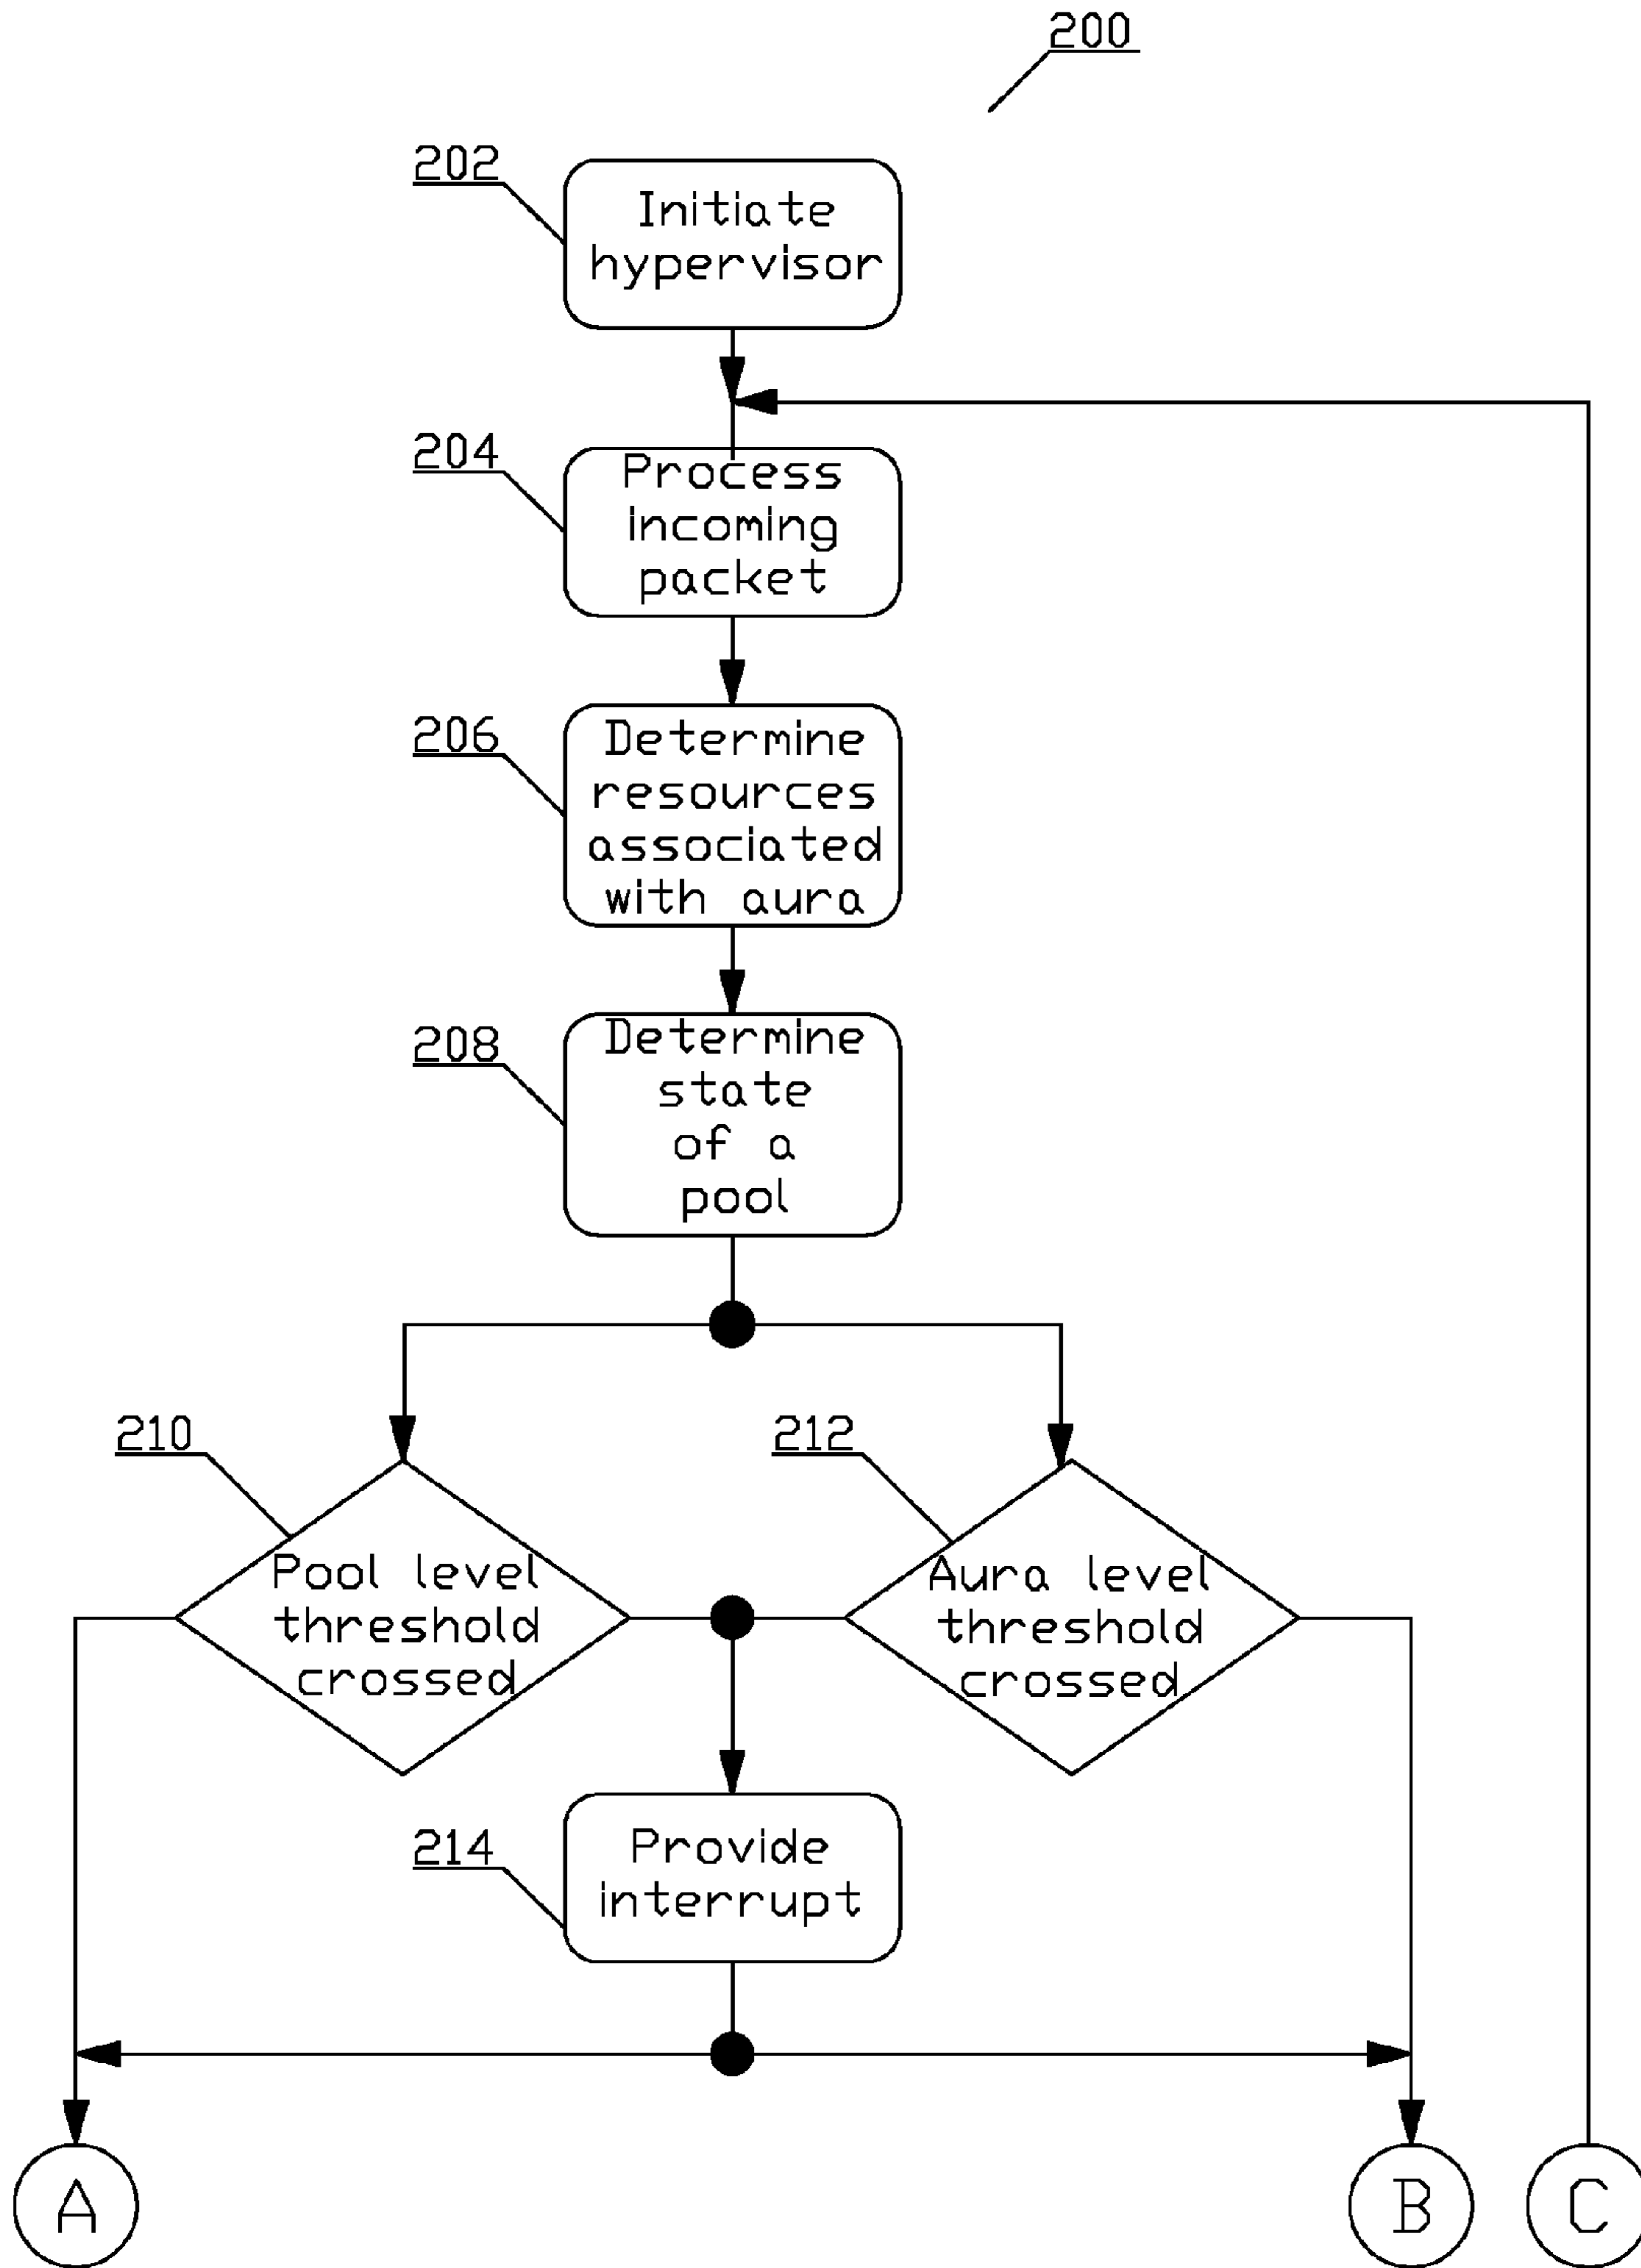 200
202
Initiate
hypervisor
204
Process
incoming
packet
206
Determine
resources
associated
with aura
208
Determine
state
of a
pool
210
Pool level
threshold
crossed
212
Aura level
threshold
crossed
214
Provide
interrupt
A
B
C